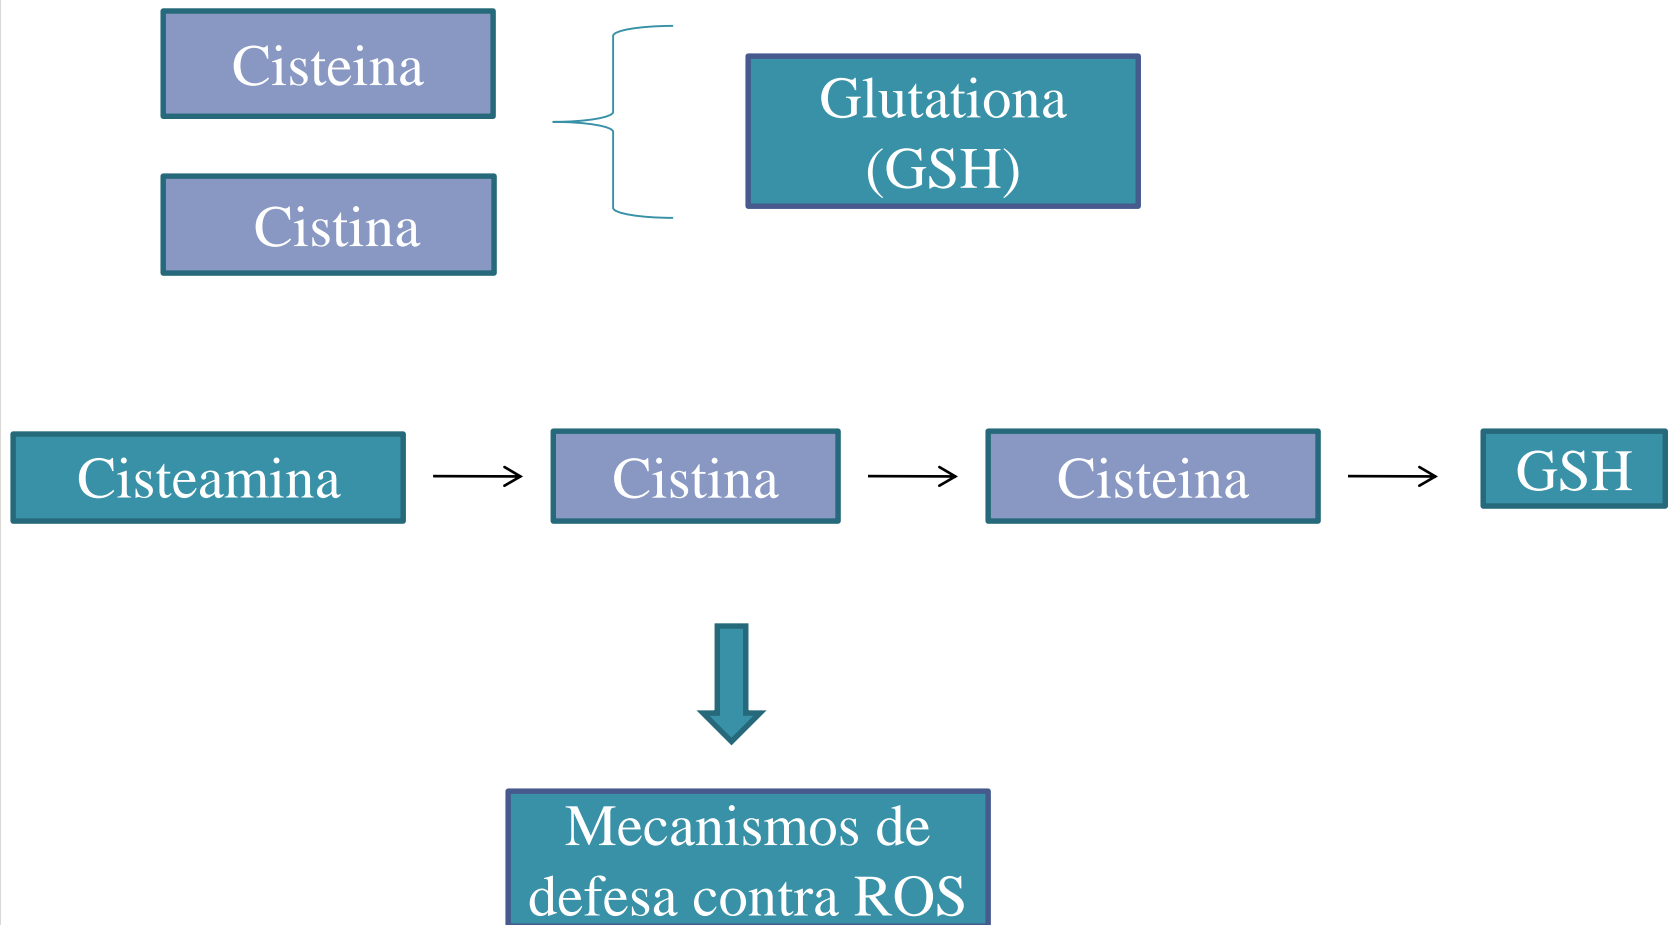 Cisteina
Glutationa
(GSH)
Cistina
Cisteamina
Cistina
Cisteina
GSH
Mecanismos de
defesa contra ROS